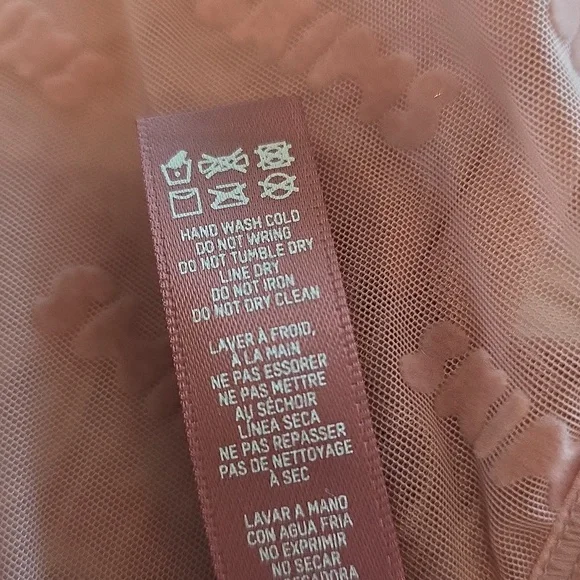 HAND WASH COLD
DO NOT WRING
DO NOT TUMBLE DRY
LINE DRY
DO NOT IRON
DO NOT DRY CLEAN
LAVER À FROID,
À LA MAIN
NE PAS ESSORER
NE PAS METTRE
AU SÉCHOIR
LÍNEA SECA
NE PAS REPASSER
PAS DE NETTOYAGE
À SEC
LAVAR A MANO
CON AGUA FRIA
NO EXPRIMIR
NO SECAR